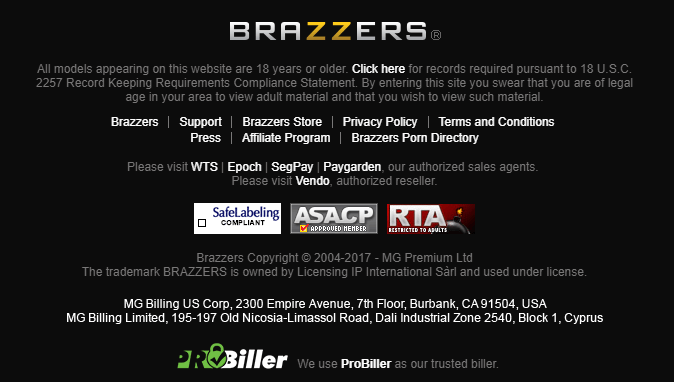 BRAZZERS®
All models appearing on this website are 18 years or older. Click here for records required pursuant to 18 U.S.C.
2257 Record Keeping Requirements Compliance Statement. By entering this site you swear that you are of legal
age in your area to view adult material and that you wish to view such material.
Brazzers | Support | Brazzers Store | Privacy Policy | Terms and Conditions
Press | Affiliate Program | Brazzers Porn Directory
Please visit WTS | Epoch | SegPay | Paygarden, our authorized sales agents.
Please visit Vendo, authorized reseller.
SafeLabeling
COMPLIANT
ASACP
APPROVED MEMBER
RTA
RESTRICTED TO ADULTS
Brazzers Copyright © 2004-2017 - MG Premium Ltd
The trademark BRAZZERS is owned by Licensing IP International Sárl and used under license.
MG Billing US Corp, 2300 Empire Avenue, 7th Floor, Burbank, CA 91504, USA
MG Billing Limited, 195-197 Old Nicosia-Limassol Road, Dali Industrial Zone 2540, Block 1, Cyprus
PROBiller We use ProBiller as our trusted biller.